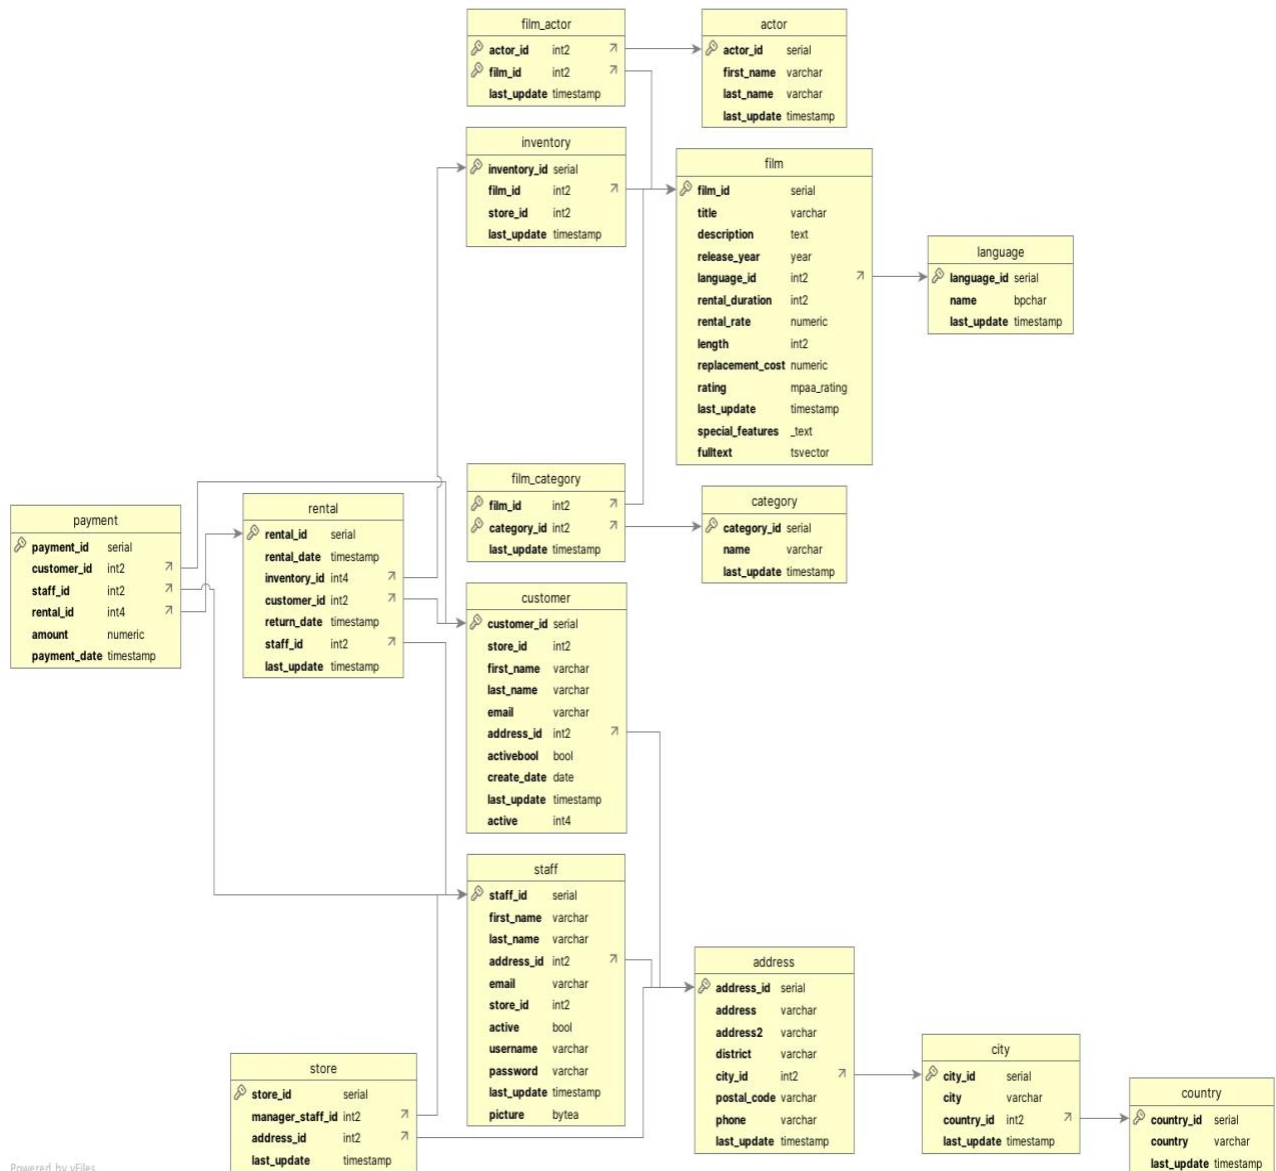 film_actor
actor_id int2
film_id int2
last_update timestamp
actor
actor_id serial
first_name varchar
last_name varchar
last_update timestamp
inventory
inventory_id serial
film_id int2
store_id int2
last_update timestamp
film
film_id serial
title varchar
description text
release_year year
language_id int2
rental_duration int2
rental_rate numeric
length int2
replacement_cost numeric
rating mpaa_rating
last_update timestamp
special_features _text
fulltext tsvector
language
language_id serial
name bpchar
last_update timestamp
film_category
film_id int2
category_id int2
last_update timestamp
category
category_id serial
name varchar
last_update timestamp
payment
payment_id serial
customer_id int2
staff_id int2
rental_id int4
amount numeric
payment_date timestamp
rental
rental_id serial
rental_date timestamp
inventory_id int4
customer_id int2
return_date timestamp
staff_id int2
last_update timestamp
customer
customer_id serial
store_id int2
first_name varchar
last_name varchar
email varchar
address_id int2
activebool bool
create_date date
last_update timestamp
active int4
staff
staff_id serial
first_name varchar
last_name varchar
address_id int2
email varchar
store_id int2
active bool
username varchar
password varchar
last_update timestamp
picture bytea
address
address_id serial
address varchar
address2 varchar
district varchar
city_id int2
postal_code varchar
phone varchar
last_update timestamp
store
store_id serial
manager_staff_id int2
address_id int2
last_update timestamp
city
city_id serial
city varchar
country_id int2
last_update timestamp
country
country_id serial
country varchar
last_update timestamp
Powered by yFiles